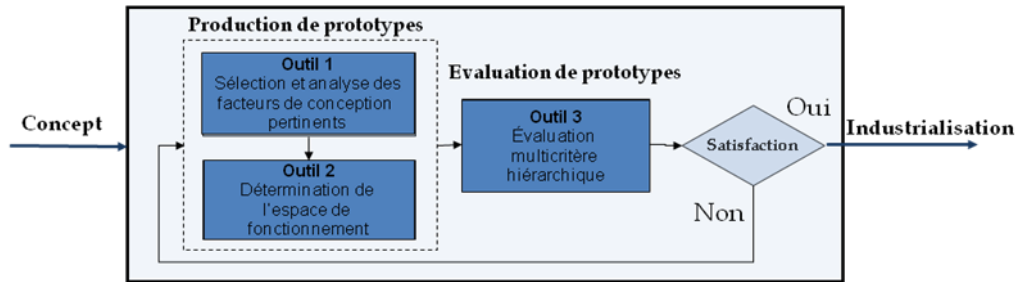 Production de prototypes
Outil 1
Sélection et analyse des
facteurs de conception
pertinents
Outil 2
Détermination de
l'espace de
fonctionnement
Evaluation de prototypes
Outil 3
Évaluation
multicritère
hiérarchique
Concept
Satisfaction
Oui
Non
Industrialisation